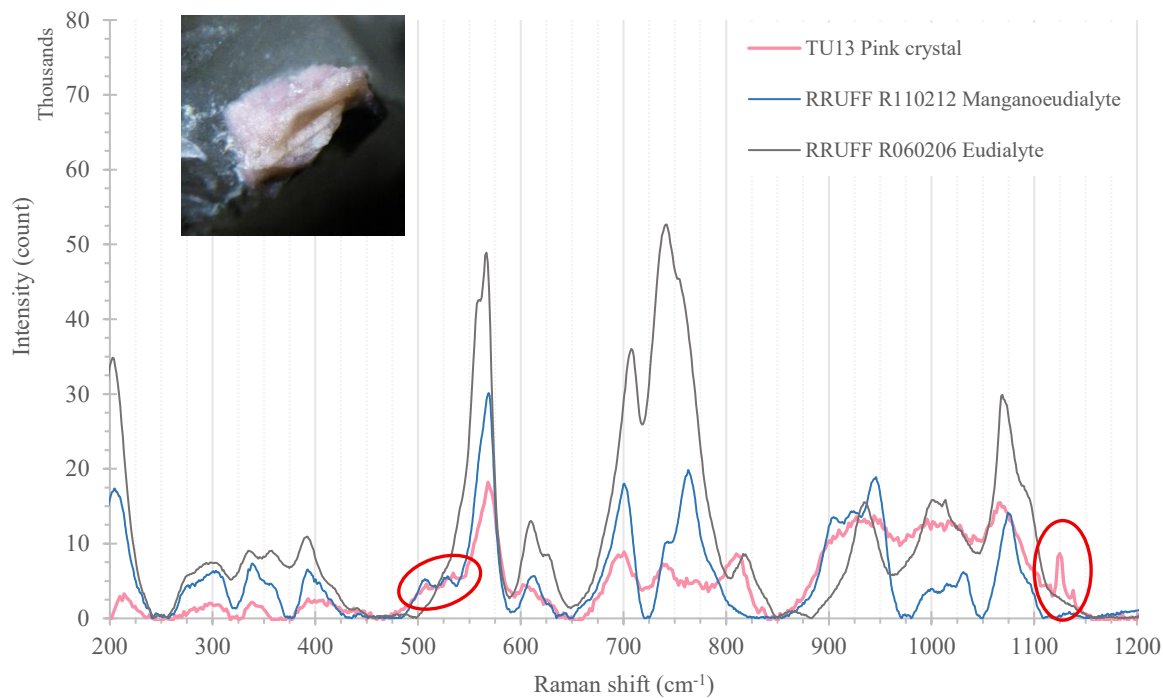 80
70
60
50
40
30
20
10
0
Thousands
Intensity (count)
TU13 Pink crystal
RRUFF R110212 Manganoeudialyte
RRUFF R060206 Eudialyte
200 300 400 500 600 700 800 900 1000 1100 1200
Raman shift (cm⁻¹)